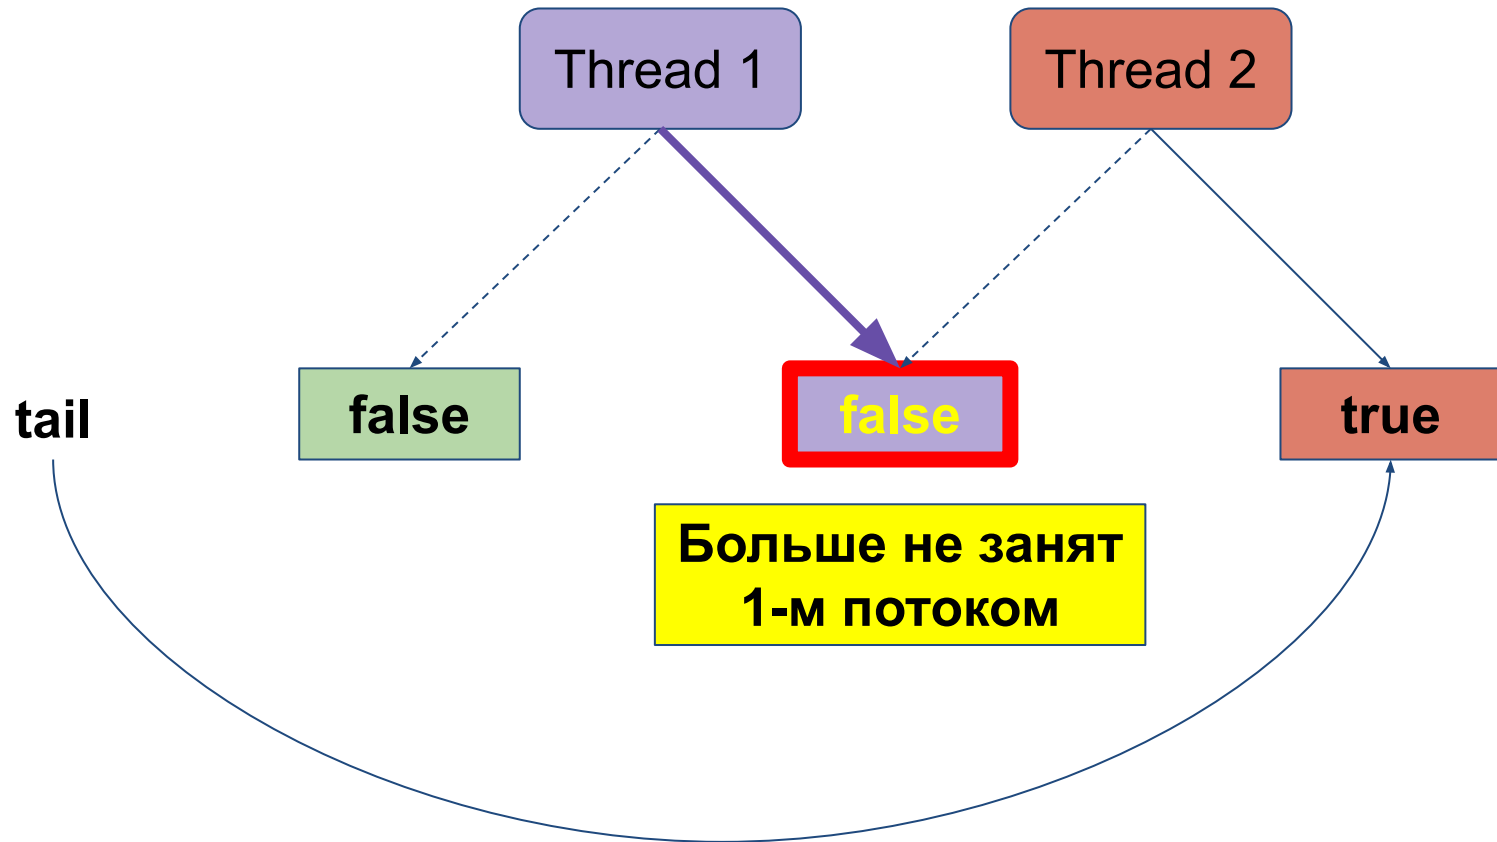 Thread 1
Thread 2
tail
false
false
true
Больше не занят
1-м потоком